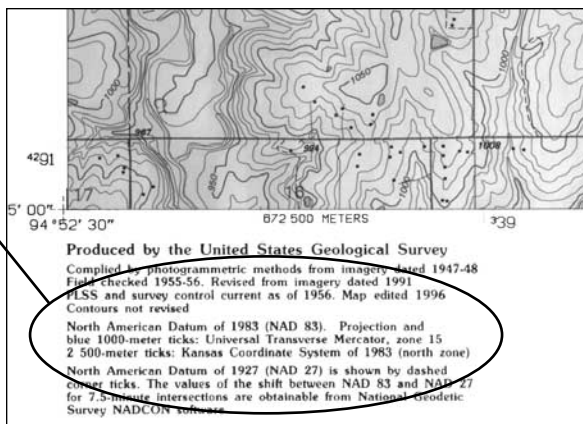 1000
1050
1000
1000
967
984
1008
⁴²91
17
950
1000
5′ 00″
94°52′ 30″
672 500 METERS
³39
Produced by the United States Geological Survey
Complied by photogrammetric methods from imagery dated 1947-48
Field checked 1955-56. Revised from imagery dated 1991
PLSS and survey control current as of 1956. Map edited 1996
Contours not revised
North American Datum of 1983 (NAD 83). Projection and
blue 1000-meter ticks: Universal Transverse Mercator, zone 15
2 500-meter ticks: Kansas Coordinate System of 1983 (north zone)
North American Datum of 1927 (NAD 27) is shown by dashed
corner ticks. The values of the shift between NAD 83 and NAD 27
for 7.5-minute intersections are obtainable from National Geodetic
Survey NADCON software